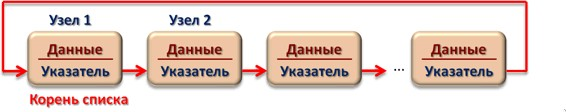 Узел 1 Узел 2
Данные Данные Данные Данные
Указатель Указатель Указатель ... Указатель
Корень списка